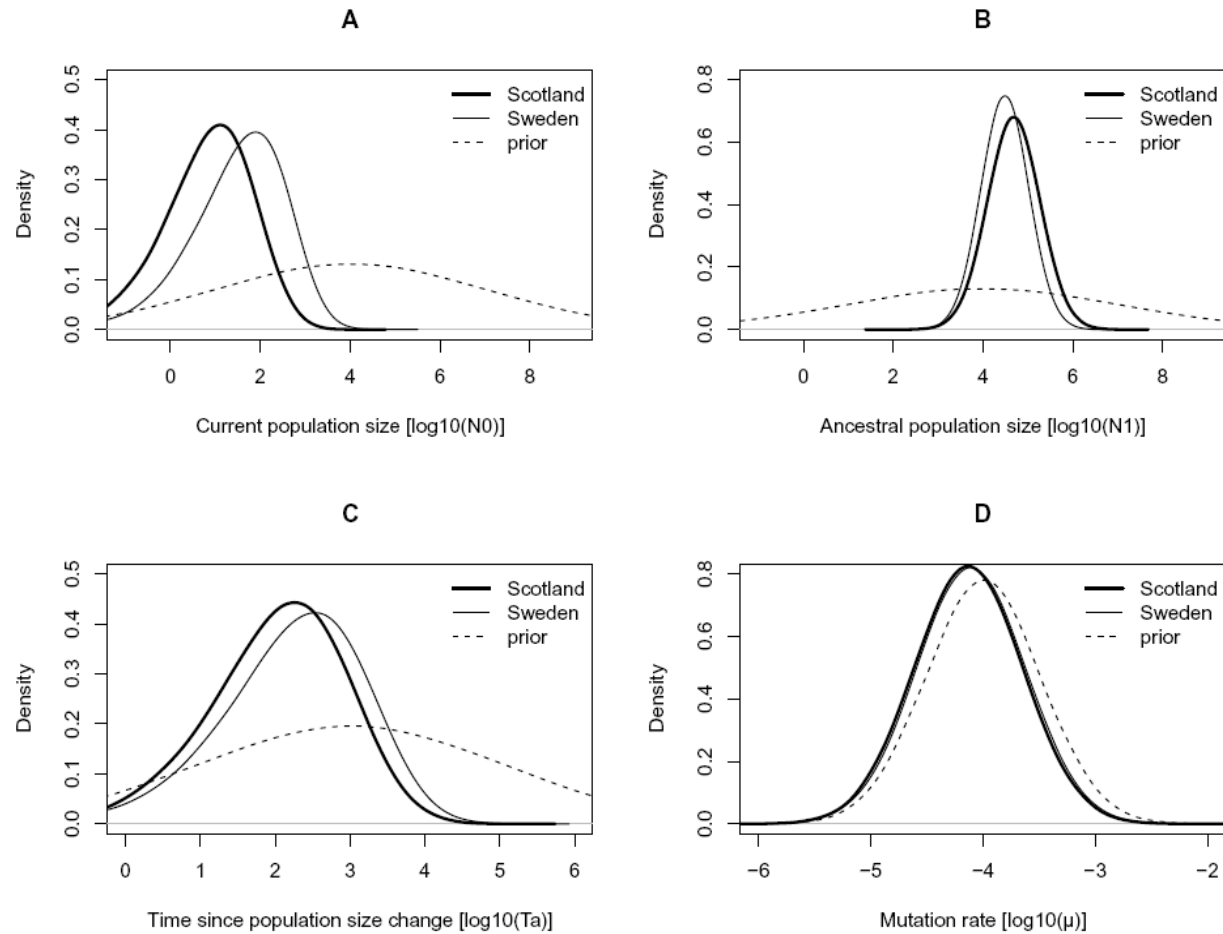 A
0.0 0.1 0.2 0.3 0.4 0.5
Density
Scotland
Sweden
prior
0 2 4 6 8
Current population size [log10(N0)]
B
0.0 0.2 0.4 0.6 0.8
Density
Scotland
Sweden
prior
0 2 4 6 8
Ancestral population size [log10(N1)]
C
0.0 0.1 0.2 0.3 0.4 0.5
Density
Scotland
Sweden
prior
0 1 2 3 4 5 6
Time since population size change [log10(Ta)]
D
0.0 0.2 0.4 0.6 0.8
Density
Scotland
Sweden
prior
−6 −5 −4 −3 −2
Mutation rate [log10(μ)]